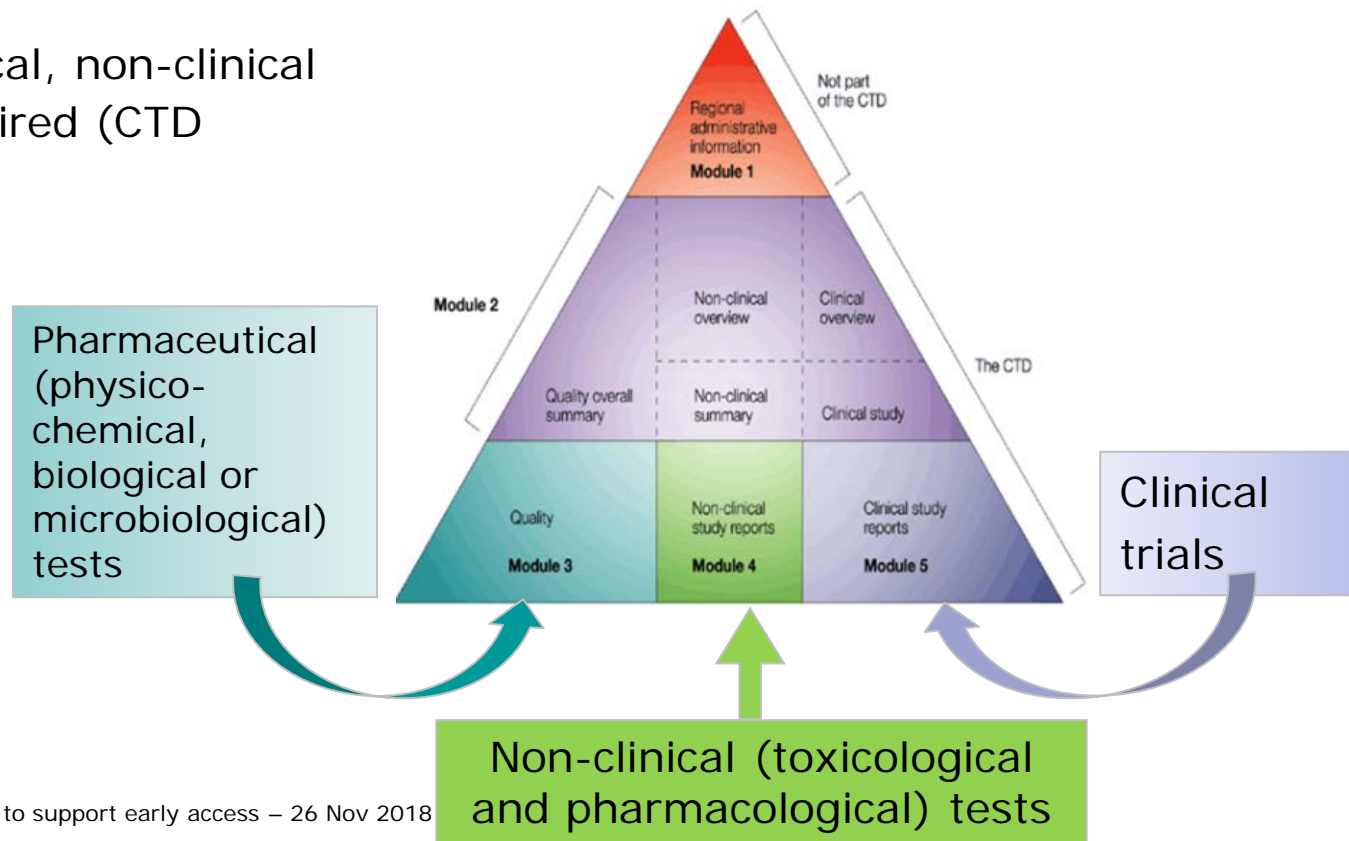 cal, non-clinical
ired (CTD
Not part
of the CTD
Regional
administrative
information
Module 1
Module 2
Non-clinical
overview
Clinical
overview
The CTD
Quality overall
summary
Non-clinical
summary
Clinical study
Pharmaceutical
(physico-
chemical,
biological or
microbiological)
tests
Quality
Module 3
Non-clinical
study reports
Module 4
Clinical study
reports
Module 5
Clinical
trials
Non-clinical (toxicological
and pharmacological) tests
to support early access – 26 Nov 2018